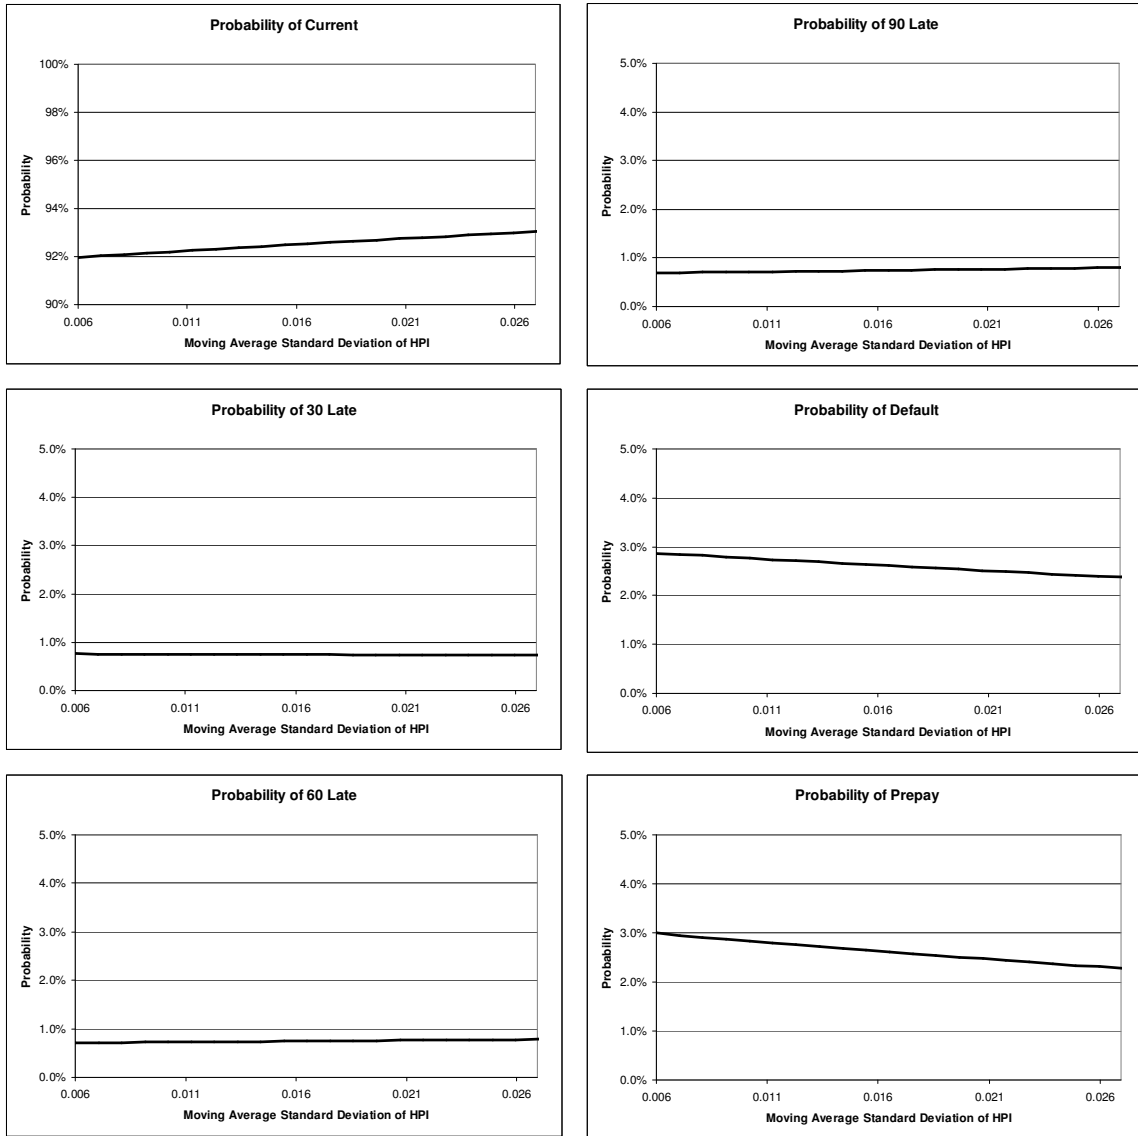 Probability of Current
100%
98%
96%
94%
92%
90%
Probability
0.006 0.011 0.016 0.021 0.026
Moving Average Standard Deviation of HPI
Probability of 90 Late
5.0%
4.0%
3.0%
2.0%
1.0%
0.0%
Probability
0.006 0.011 0.016 0.021 0.026
Moving Average Standard Deviation of HPI
Probability of 30 Late
5.0%
4.0%
3.0%
2.0%
1.0%
0.0%
Probability
0.006 0.011 0.016 0.021 0.026
Moving Average Standard Deviation of HPI
Probability of Default
5.0%
4.0%
3.0%
2.0%
1.0%
0.0%
Probability
0.006 0.011 0.016 0.021 0.026
Moving Average Standard Deviation of HPI
Probability of 60 Late
5.0%
4.0%
3.0%
2.0%
1.0%
0.0%
Probability
0.006 0.011 0.016 0.021 0.026
Moving Average Standard Deviation of HPI
Probability of Prepay
5.0%
4.0%
3.0%
2.0%
1.0%
0.0%
Probability
0.006 0.011 0.016 0.021 0.026
Moving Average Standard Deviation of HPI